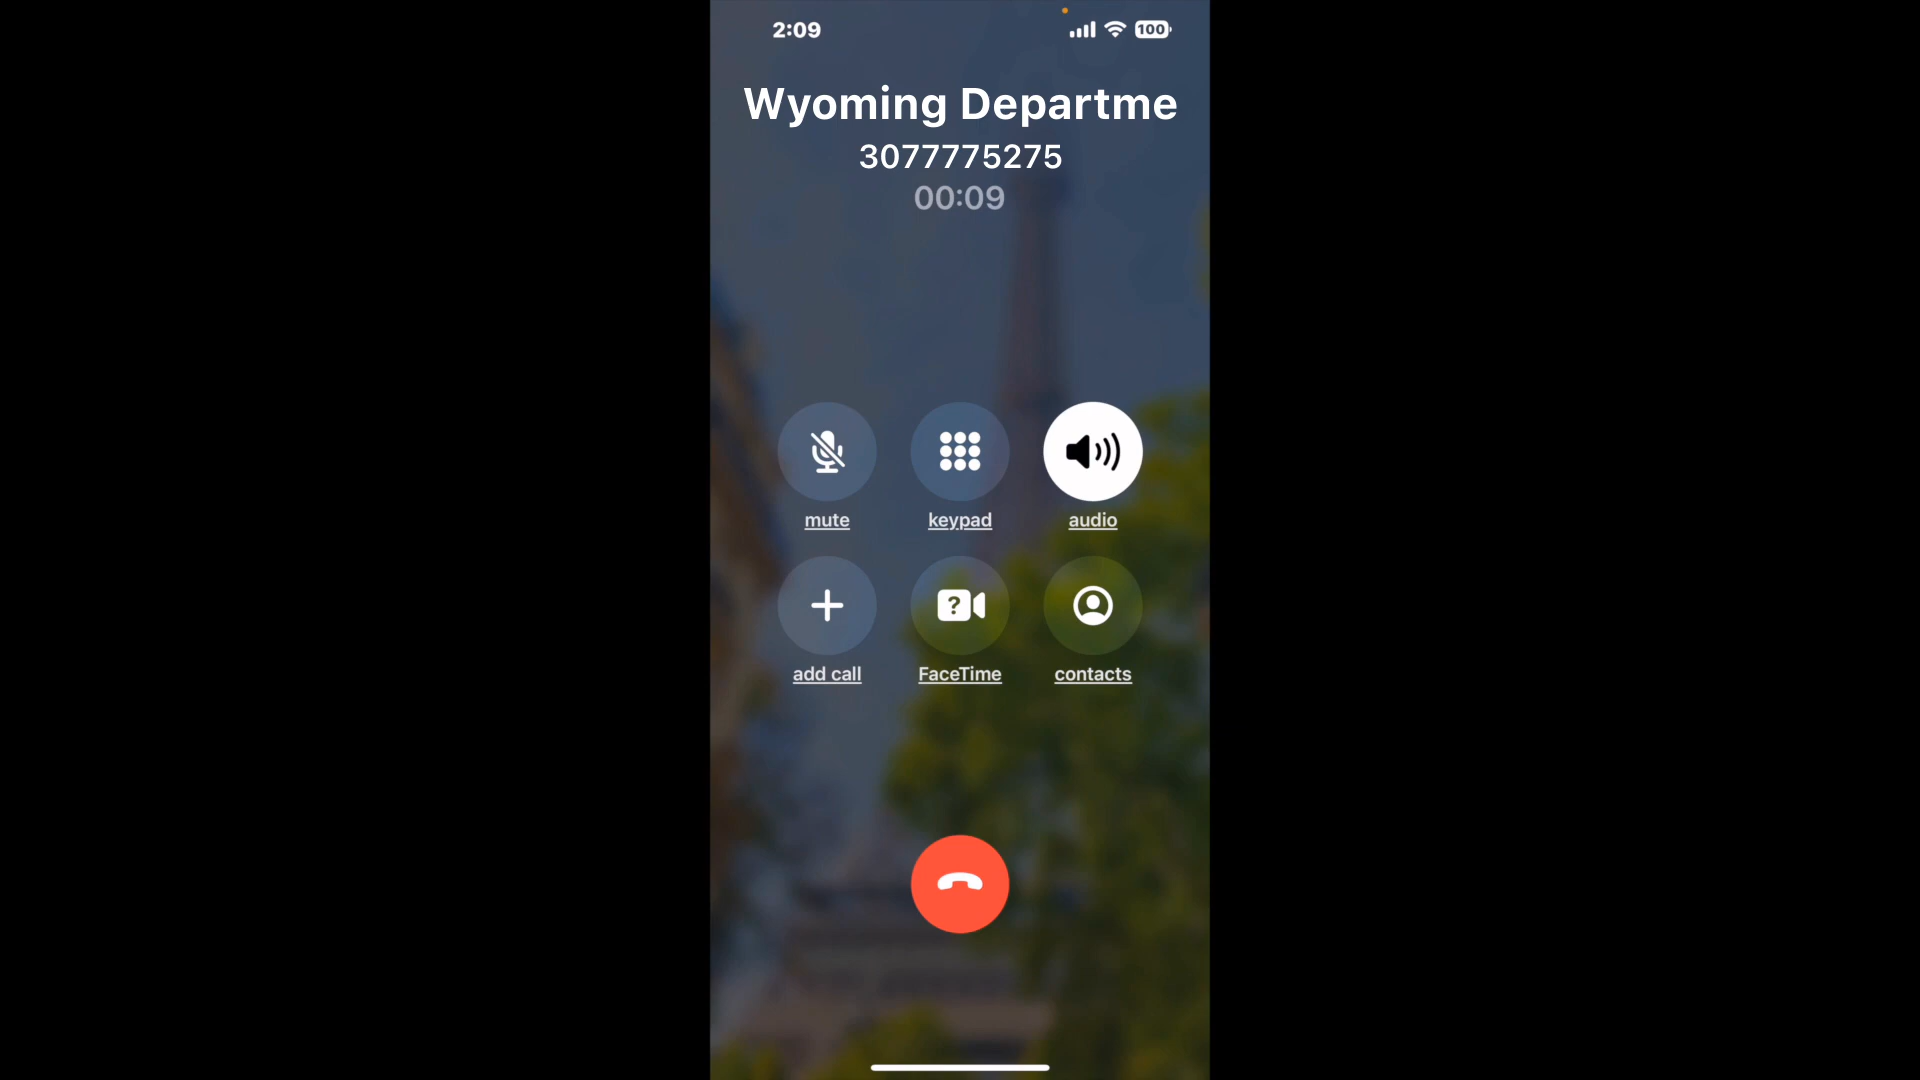 2:09
100
Wyoming Departme
3077775275
00:09
mute
keypad
audio
?
add call
FaceTime
contacts